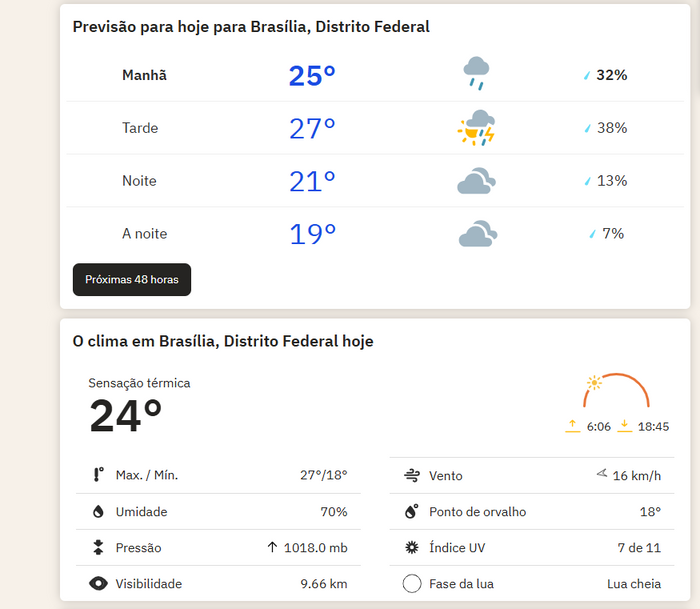 Previsão para hoje para Brasília, Distrito Federal
Manhã 25° 32%
Tarde 27° 38%
Noite 21° 13%
A noite 19° 7%
Próximas 48 horas
O clima em Brasília, Distrito Federal hoje
Sensação térmica
24°
6:06 18:45
Max. / Mín. 27°/18°
Vento 16 km/h
Umidade 70%
Ponto de orvalho 18°
Pressão ↑ 1018.0 mb
Índice UV 7 de 11
Visibilidade 9.66 km
Fase da lua Lua cheia